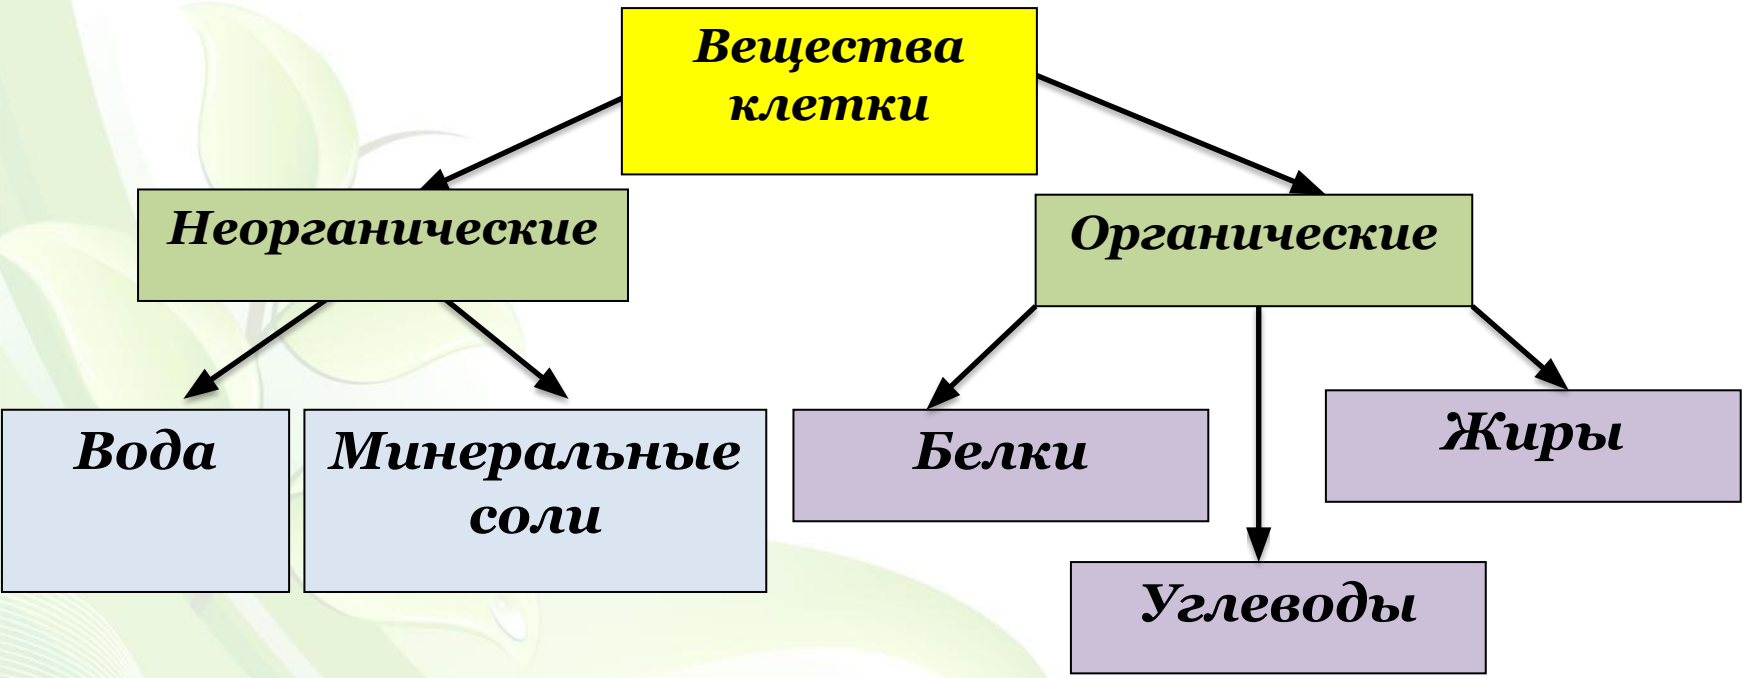 Вещества
клетки
Неорганические
Органические
Вода
Минеральные
соли
Белки
Жиры
Углеводы